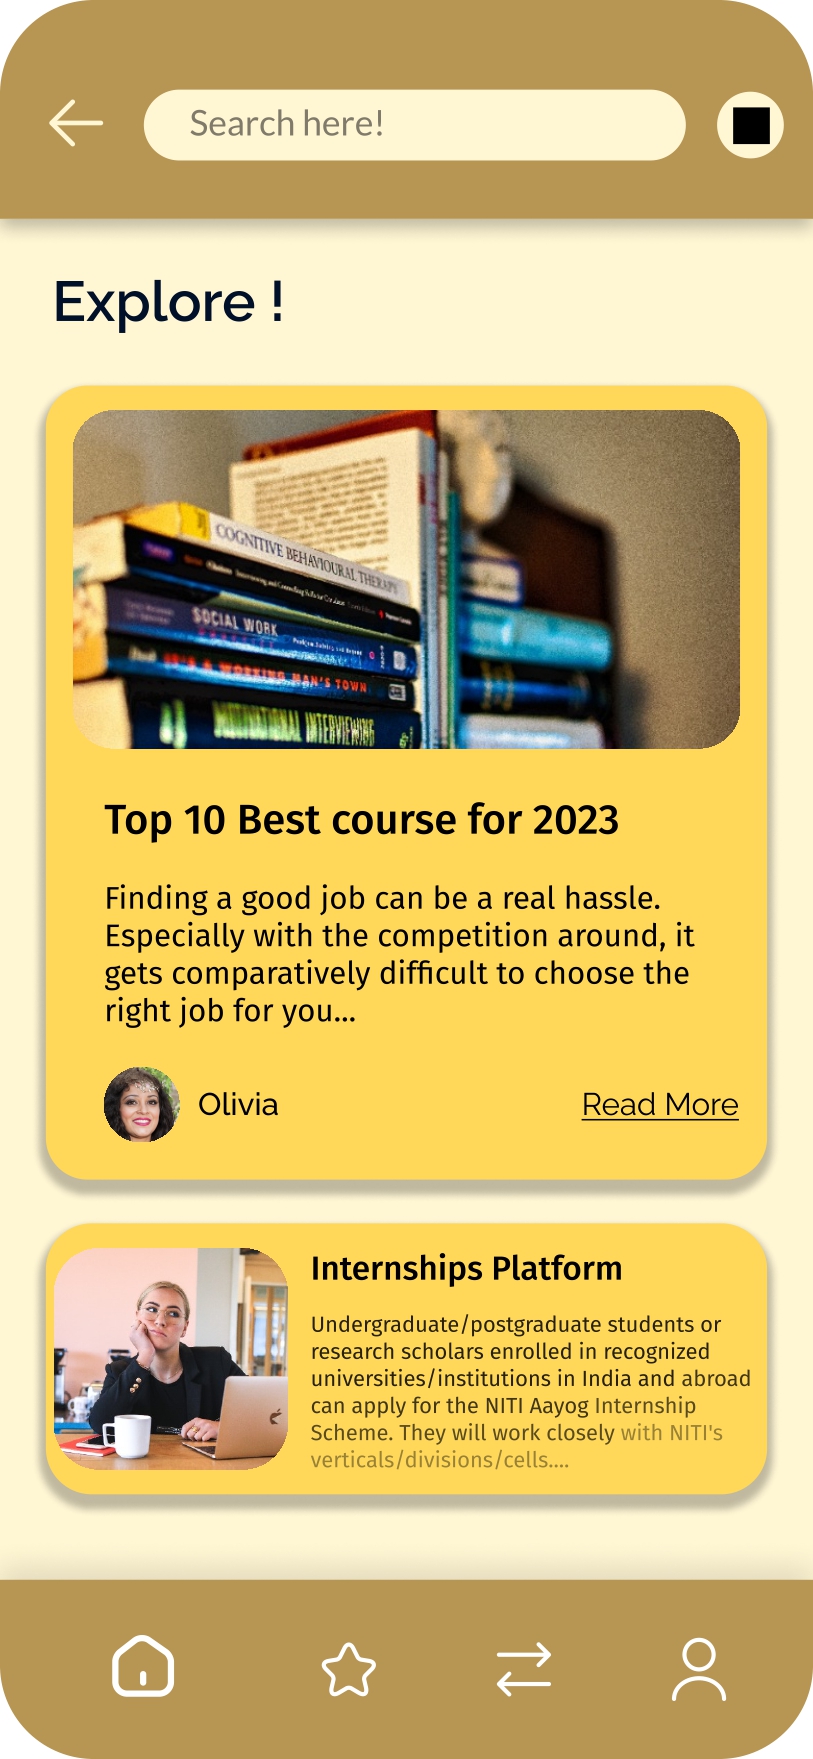 Search here!
Explore !
COGNITIVE BEHAVIOURAL THERAPY
SOCIAL WORK
IT'S A WORKING MAN'S TOWN
MOTIVATIONAL INTERVIEWING
Top 10 Best course for 2023
Finding a good job can be a real hassle.
Especially with the competition around, it
gets comparatively difficult to choose the
right job for you...
Olivia
Read More
Internships Platform
Undergraduate/postgraduate students or
research scholars enrolled in recognized
universities/institutions in India and abroad
can apply for the NITI Aayog Internship
Scheme. They will work closely with NITI's
verticals/divisions/cells....